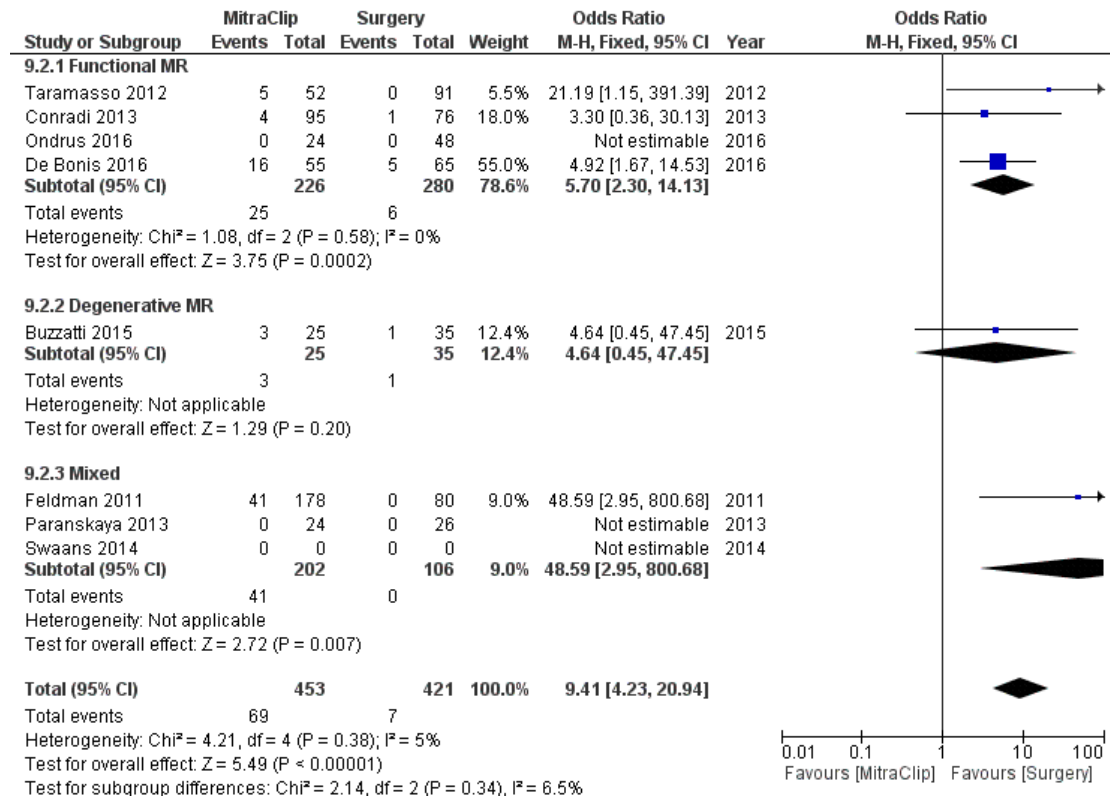 MitraClip Surgery Odds Ratio Odds Ratio
Study or Subgroup Events Total Events Total Weight M-H, Fixed, 95% CI Year M-H, Fixed, 95% CI
9.2.1 Functional MR
Taramasso 2012 5 52 0 91 5.5% 21.19 [1.15, 391.39] 2012
Conradi 2013 4 95 1 76 18.0% 3.30 [0.36, 30.13] 2013
Ondrus 2016 0 24 0 48 Not estimable 2016
De Bonis 2016 16 55 5 65 55.0% 4.92 [1.67, 14.53] 2016
Subtotal (95% CI) 226 280 78.6% 5.70 [2.30, 14.13]
Total events 25 6
Heterogeneity: Chi² = 1.08, df = 2 (P = 0.58); I² = 0%
Test for overall effect: Z = 3.75 (P = 0.0002)
9.2.2 Degenerative MR
Buzzatti 2015 3 25 1 35 12.4% 4.64 [0.45, 47.45] 2015
Subtotal (95% CI) 25 35 12.4% 4.64 [0.45, 47.45]
Total events 3 1
Heterogeneity: Not applicable
Test for overall effect: Z = 1.29 (P = 0.20)
9.2.3 Mixed
Feldman 2011 41 178 0 80 9.0% 48.59 [2.95, 800.68] 2011
Paranskaya 2013 0 24 0 26 Not estimable 2013
Swaans 2014 0 0 0 0 Not estimable 2014
Subtotal (95% CI) 202 106 9.0% 48.59 [2.95, 800.68]
Total events 41 0
Heterogeneity: Not applicable
Test for overall effect: Z = 2.72 (P = 0.007)
Total (95% CI) 453 421 100.0% 9.41 [4.23, 20.94]
Total events 69 7
Heterogeneity: Chi² = 4.21, df = 4 (P = 0.38); I² = 5%
Test for overall effect: Z = 5.49 (P < 0.00001)
Test for subgroup differences: Chi² = 2.14, df = 2 (P = 0.34), I² = 6.5%
0.01 0.1 1 10 100
Favours [MitraClip] Favours [Surgery]